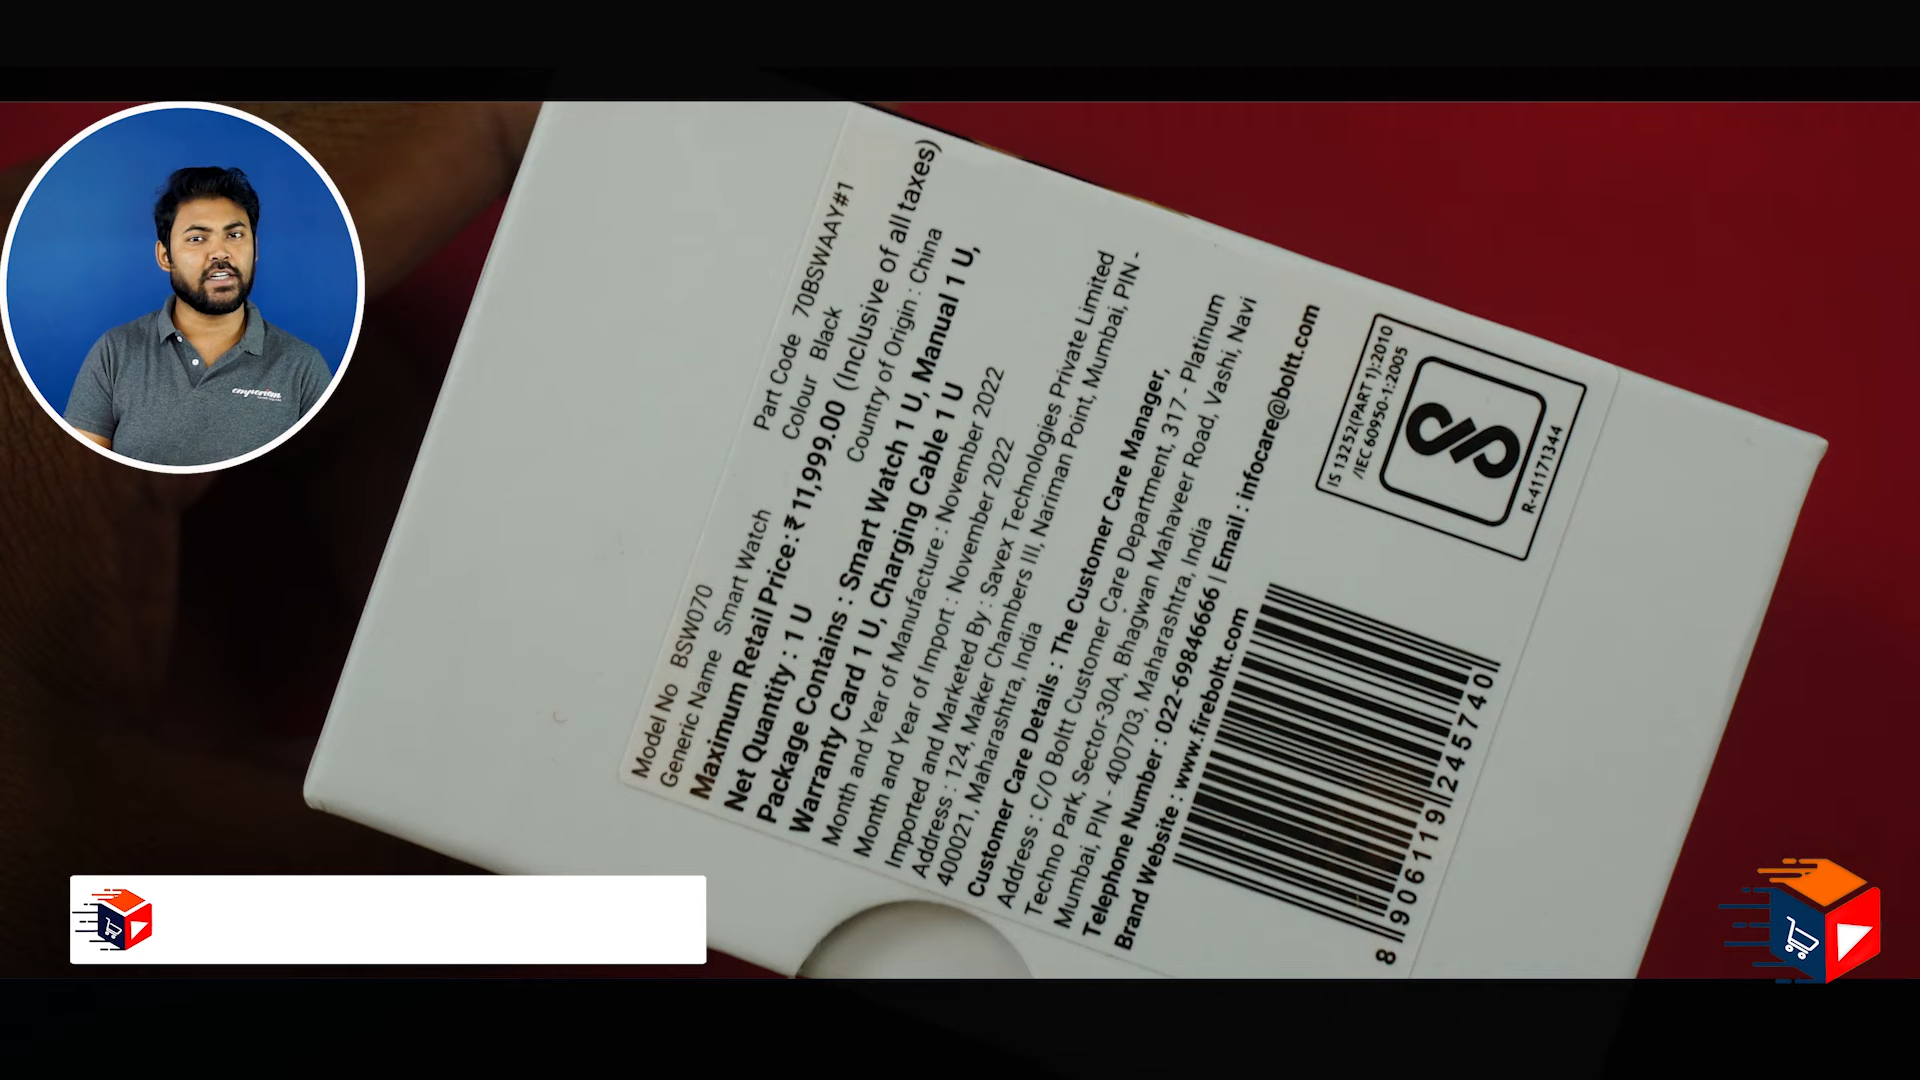 Model No BSW070 Part Code 70BSWAAY#1
Generic Name Smart Watch Colour Black
Maximum Retail Price: ₹ 11,999.00 (Inclusive of all taxes)
Net Quantity : 1 U Country of Origin : China
Package Contains : Smart Watch 1 U, Manual 1 U,
Warranty Card 1 U, Charging Cable 1 U
Month and Year of Manufacture : November 2022
Month and Year of Import : November 2022
Imported and Marketed By : Savex Technologies Private Limited
Address : 124, Maker Chambers III, Nariman Point, Mumbai, PIN -
400021, Maharashtra, India
Customer Care Details : The Customer Care Manager,
Address : C/O Boltt Customer Care Department, 317 - Platinum
Techno Park, Sector-30A, Bhagwan Mahaveer Road, Vashi, Navi
Mumbai, PIN - 400703, Maharashtra, India
Telephone Number : 022-69846666 | Email : infocare@boltt.com
Brand Website : www.fireboltt.com
IS 13252(PART 1):2010
/IEC 60950-1:2005
R-41171344
8 906119 245740
emporium